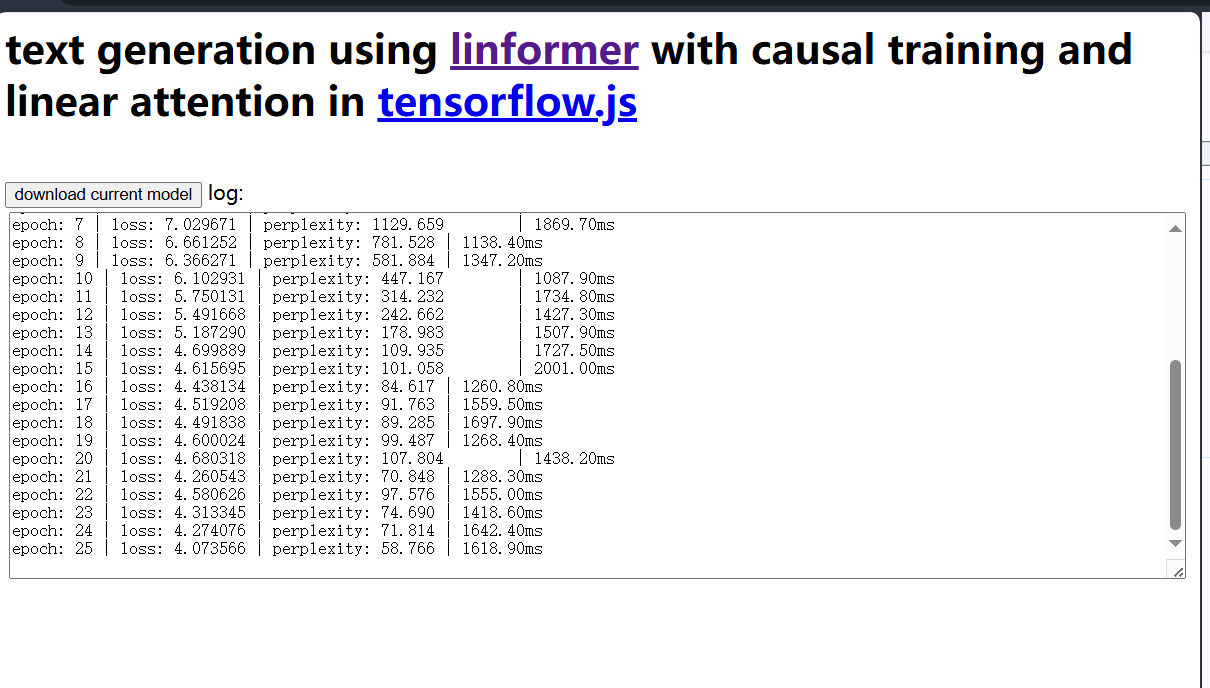 text generation using linformer with causal training and
linear attention in tensorflow.js
download current model log:
epoch: 7 | loss: 7.029671 | perplexity: 1129.659 | 1869.70ms
epoch: 8 | loss: 6.661252 | perplexity: 781.528 | 1138.40ms
epoch: 9 | loss: 6.366271 | perplexity: 581.884 | 1347.20ms
epoch: 10 | loss: 6.102931 | perplexity: 447.167 | 1087.90ms
epoch: 11 | loss: 5.750131 | perplexity: 314.232 | 1734.80ms
epoch: 12 | loss: 5.491668 | perplexity: 242.662 | 1427.30ms
epoch: 13 | loss: 5.187290 | perplexity: 178.983 | 1507.90ms
epoch: 14 | loss: 4.699889 | perplexity: 109.935 | 1727.50ms
epoch: 15 | loss: 4.615695 | perplexity: 101.058 | 2001.00ms
epoch: 16 | loss: 4.438134 | perplexity: 84.617 | 1260.80ms
epoch: 17 | loss: 4.519208 | perplexity: 91.763 | 1559.50ms
epoch: 18 | loss: 4.491838 | perplexity: 89.285 | 1697.90ms
epoch: 19 | loss: 4.600024 | perplexity: 99.487 | 1268.40ms
epoch: 20 | loss: 4.680318 | perplexity: 107.804 | 1438.20ms
epoch: 21 | loss: 4.260543 | perplexity: 70.848 | 1288.30ms
epoch: 22 | loss: 4.580626 | perplexity: 97.576 | 1555.00ms
epoch: 23 | loss: 4.313345 | perplexity: 74.690 | 1418.60ms
epoch: 24 | loss: 4.274076 | perplexity: 71.814 | 1642.40ms
epoch: 25 | loss: 4.073566 | perplexity: 58.766 | 1618.90ms